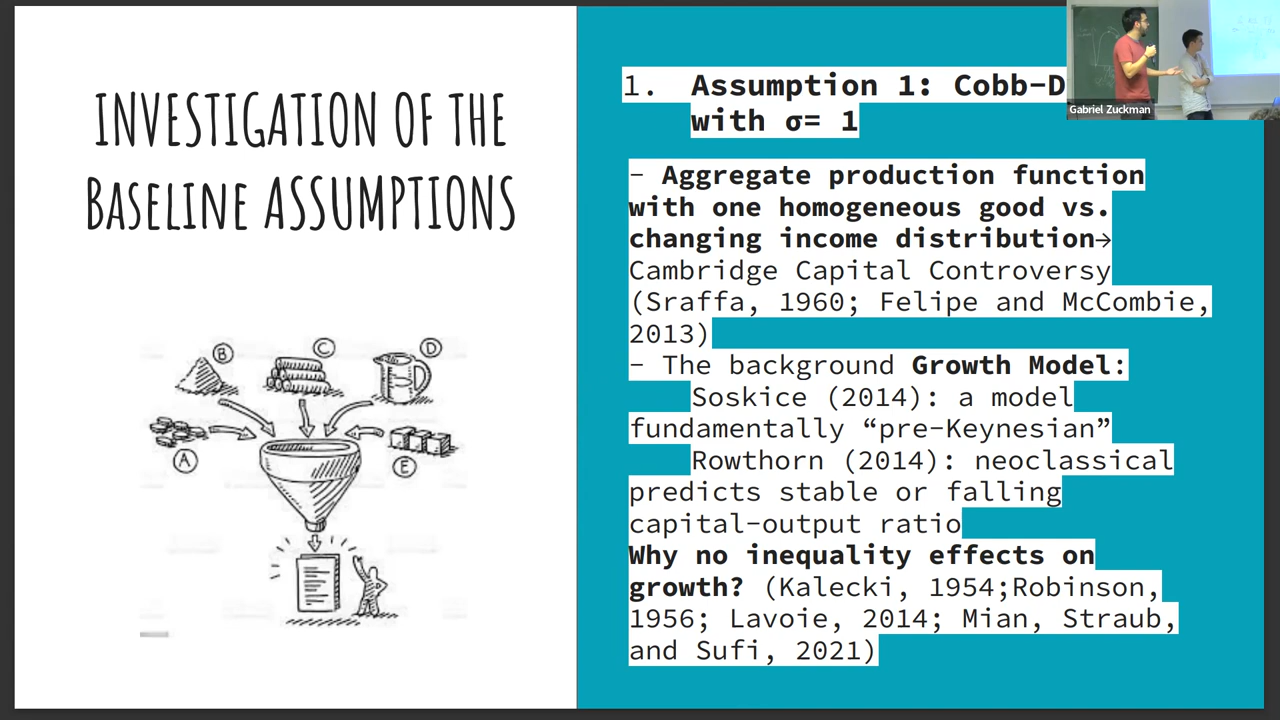 INVESTIGATION OF THE
BASELINE ASSUMPTIONS
B
C
D
A
E
1. Assumption 1: Cobb-D
with σ= 1
- Aggregate production function
with one homogeneous good vs.
changing income distribution→
Cambridge Capital Controversy
(Sraffa, 1960; Felipe and McCombie,
2013)
- The background Growth Model:
Soskice (2014): a model
fundamentally “pre-Keynesian”
Rowthorn (2014): neoclassical
predicts stable or falling
capital-output ratio
Why no inequality effects on
growth? (Kalecki, 1954;Robinson,
1956; Lavoie, 2014; Mian, Straub,
and Sufi, 2021)
Gabriel Zuckman